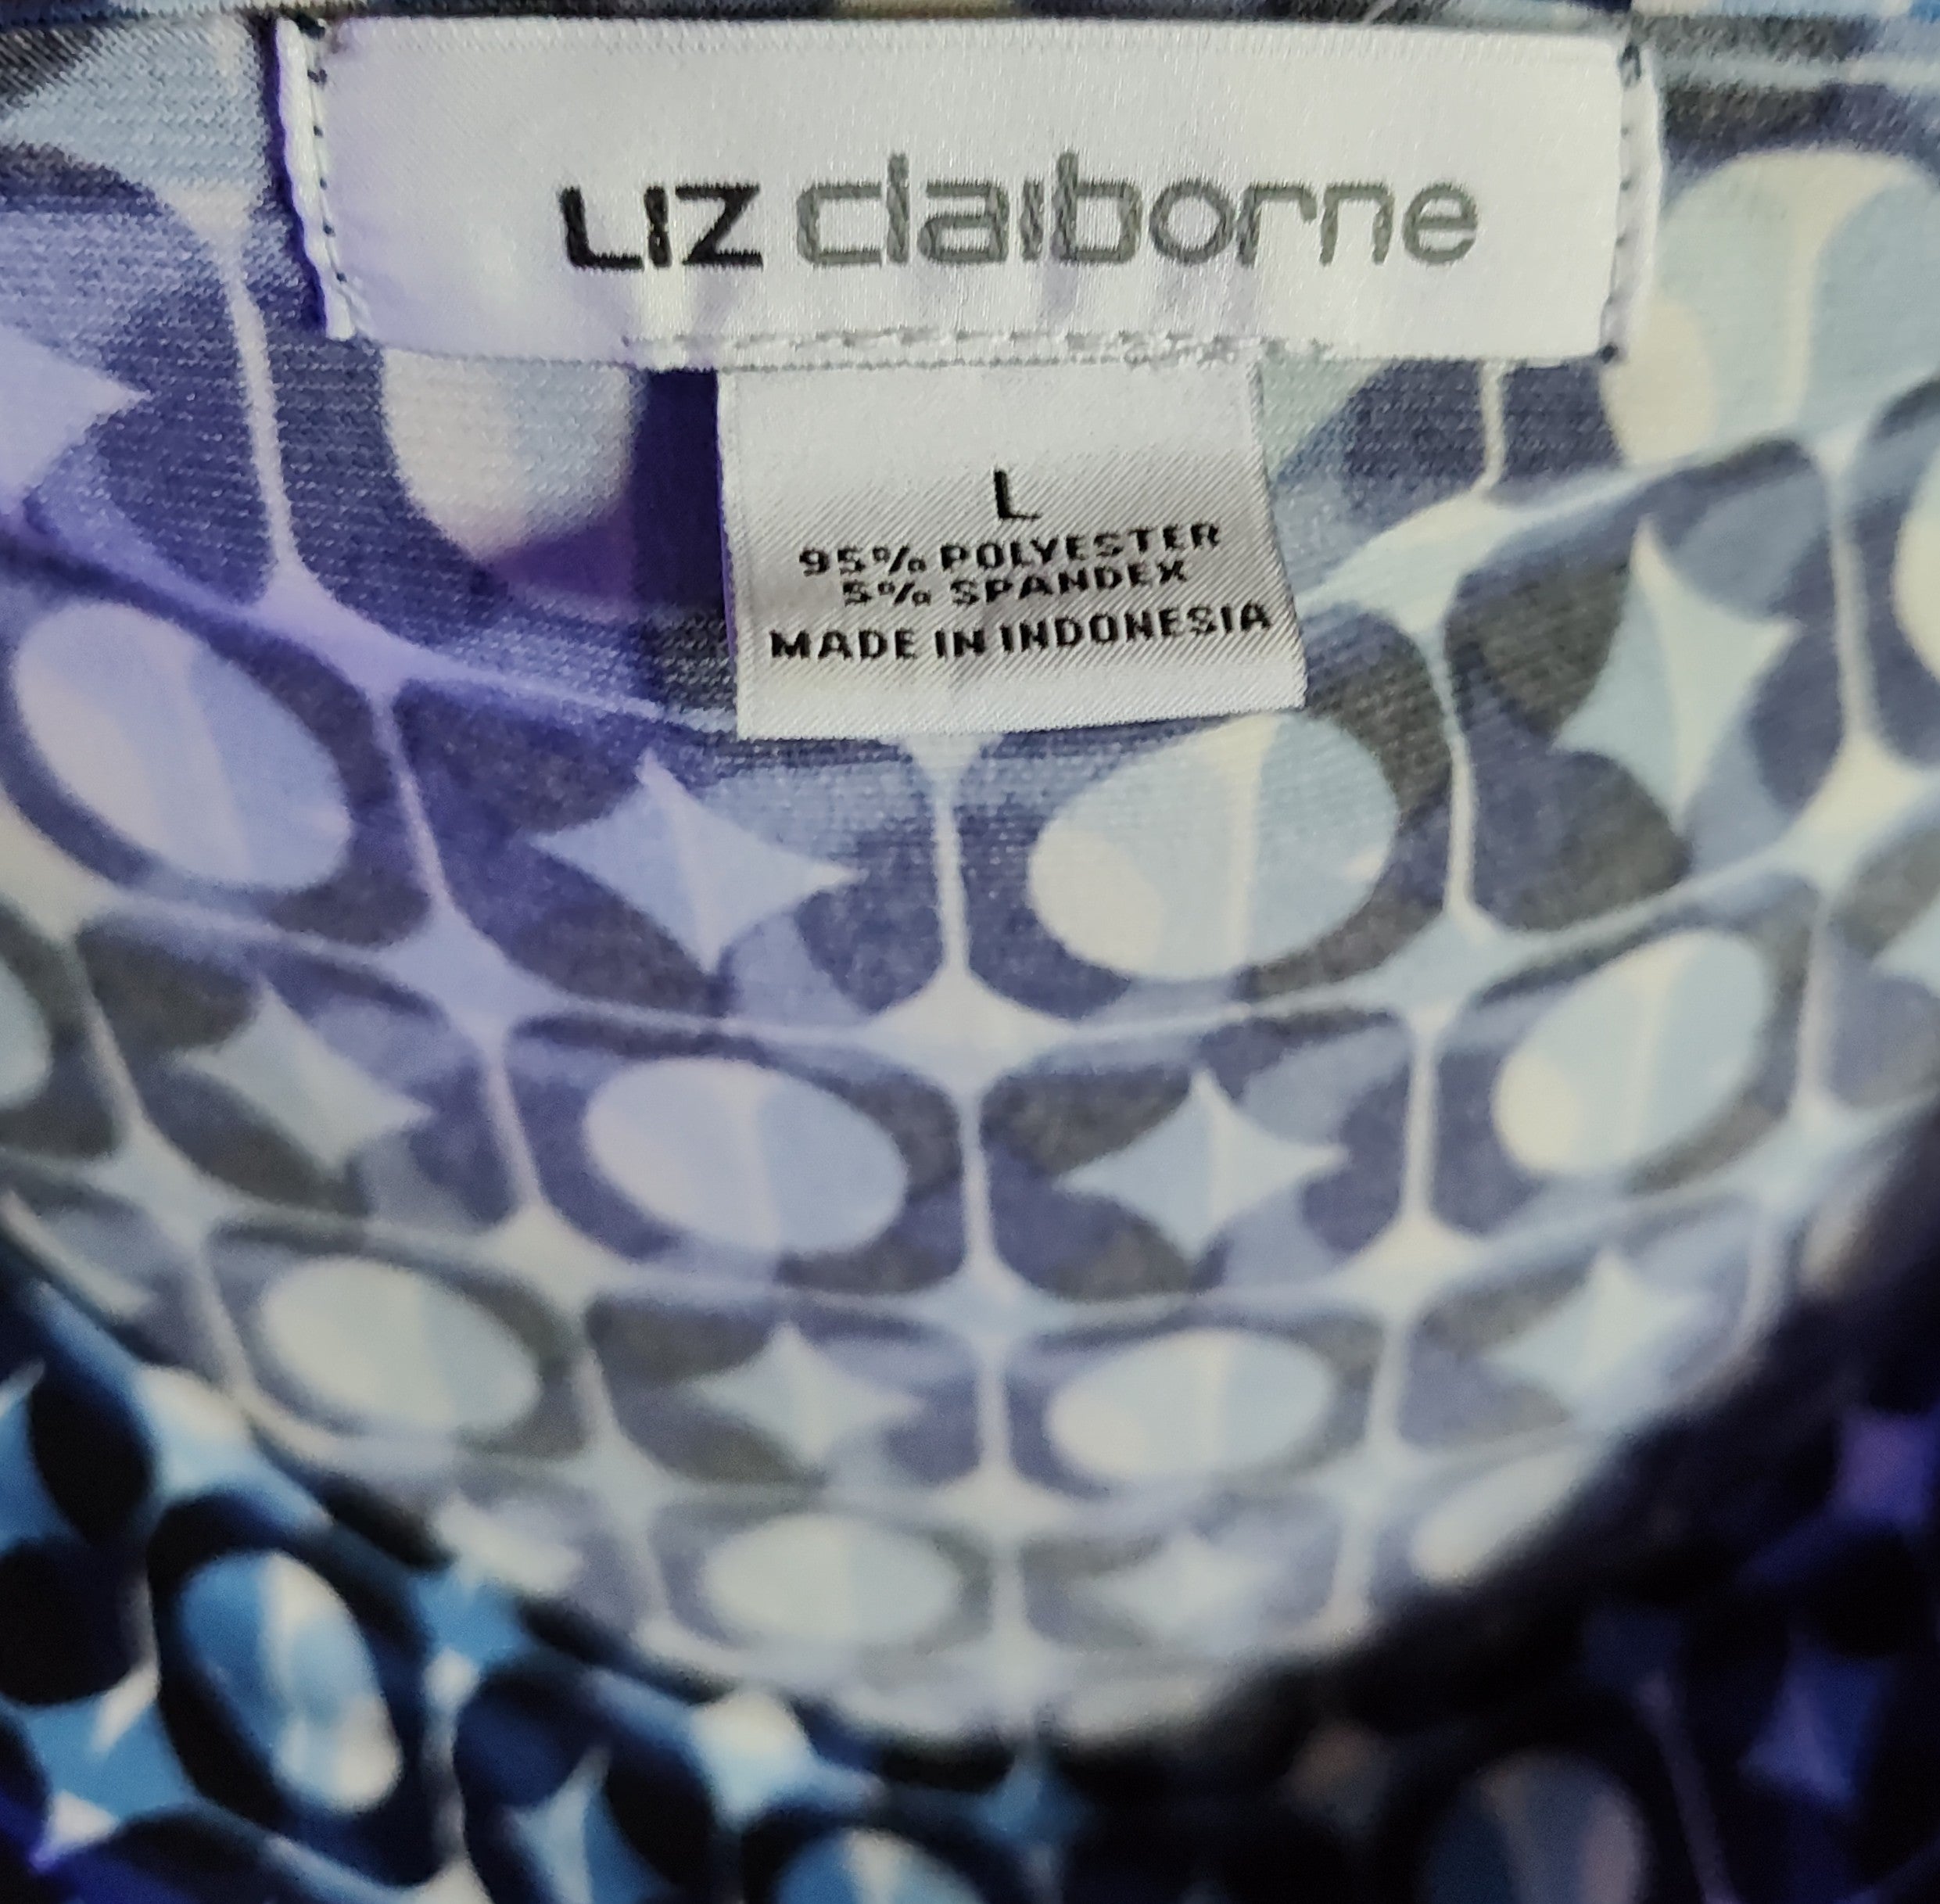 LIZ claiborne
L
95% POLYESTER
5% SPANDEX
MADE IN INDONESIA